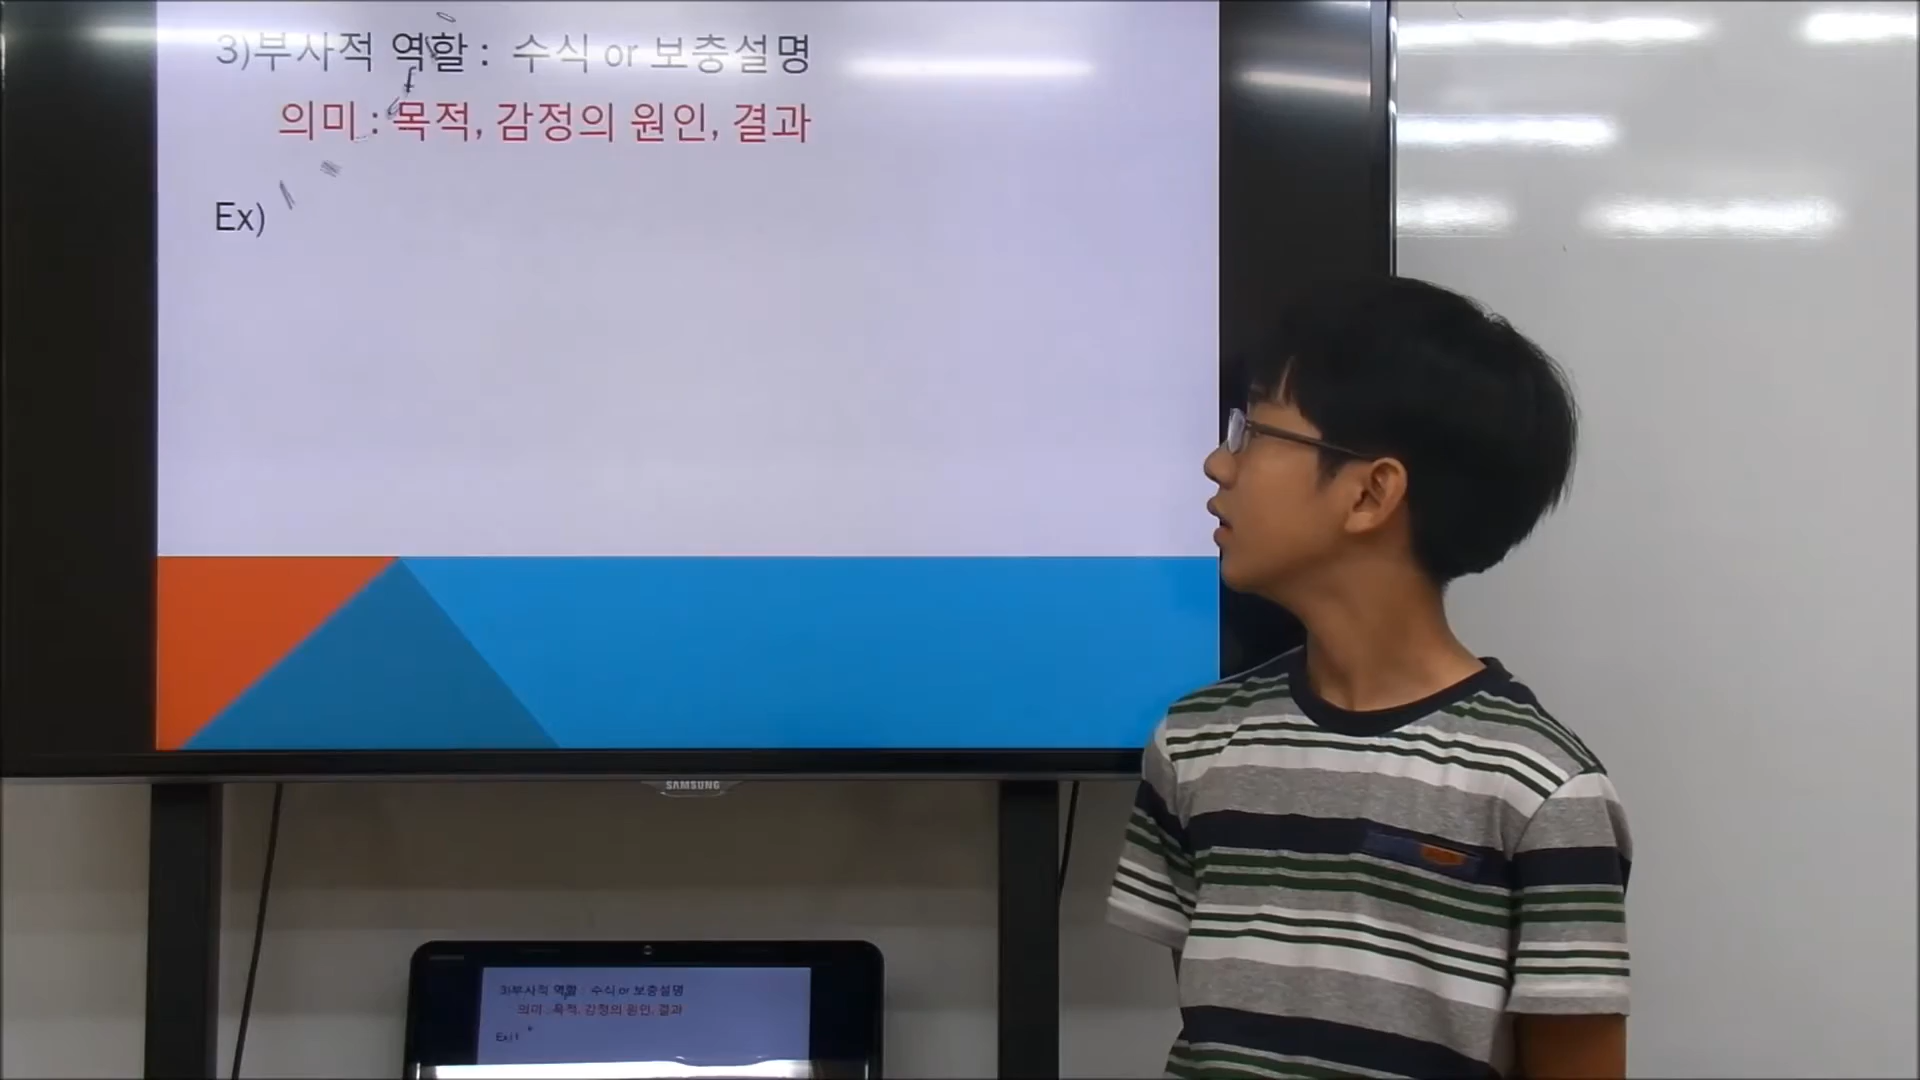 3)부사적 역할 : 수식 or 보충설명
의미 : 목적, 감정의 원인, 결과
Ex)
SAMSUNG
3)부사적 역할 : 수식 or 보충설명
의미 : 목적, 감정의 원인, 결과
Ex)